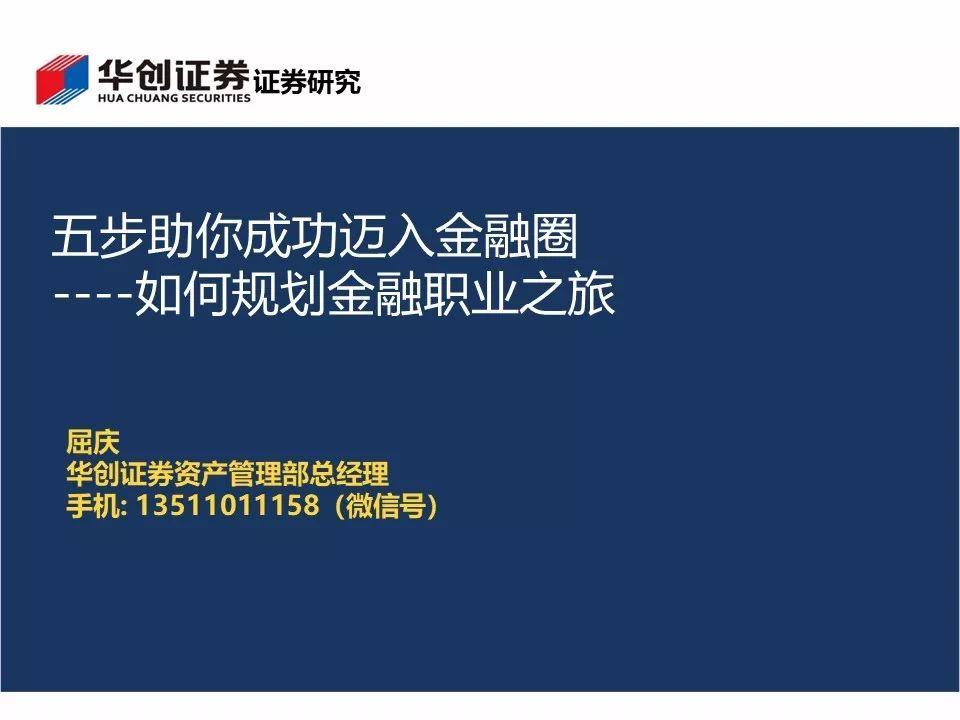 华创证券 证券研究
HUA CHUANG SECURITIES
五步助你成功迈入金融圈
----如何规划金融职业之旅
屈庆
华创证券资产管理部总经理
手机: 13511011158（微信号）